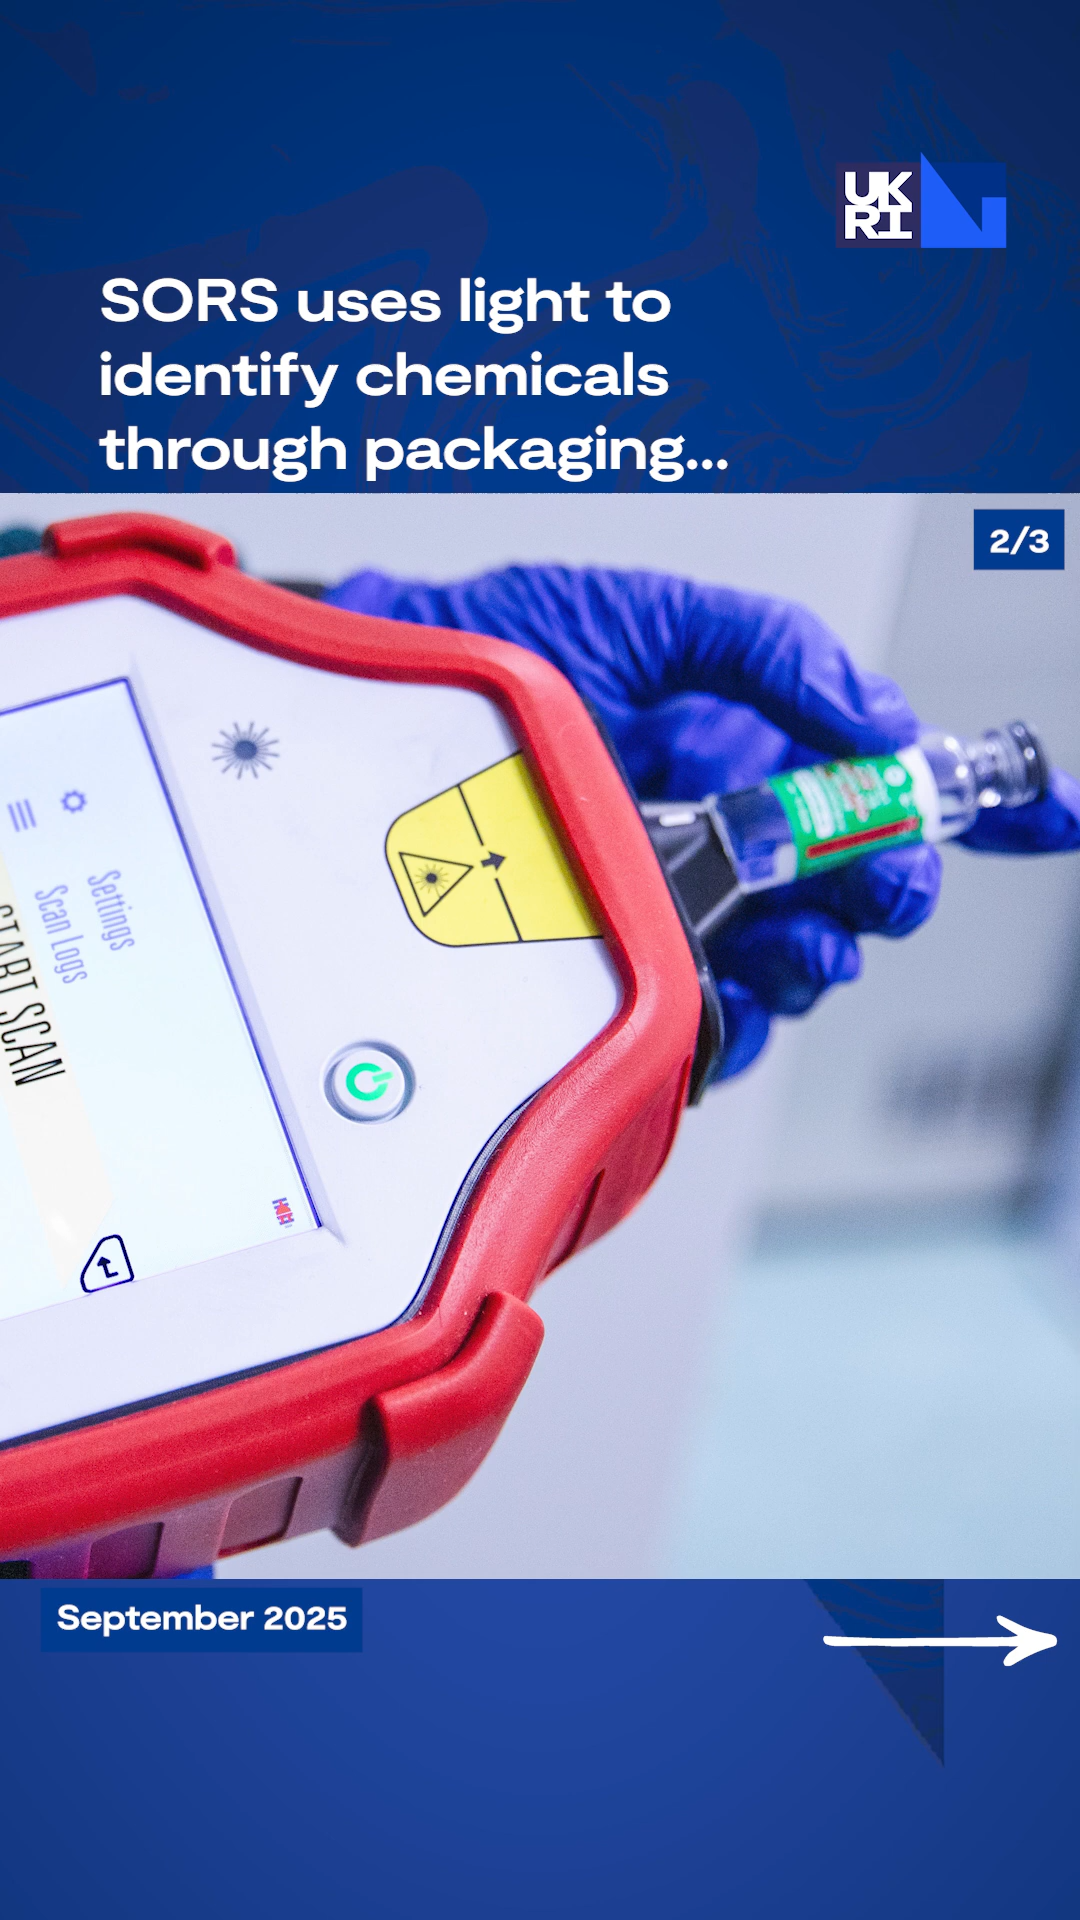 UK
RI
SORS uses light to
identify chemicals
through packaging...
2/3
Settings
Scan Logs
START SCAN
September 2025